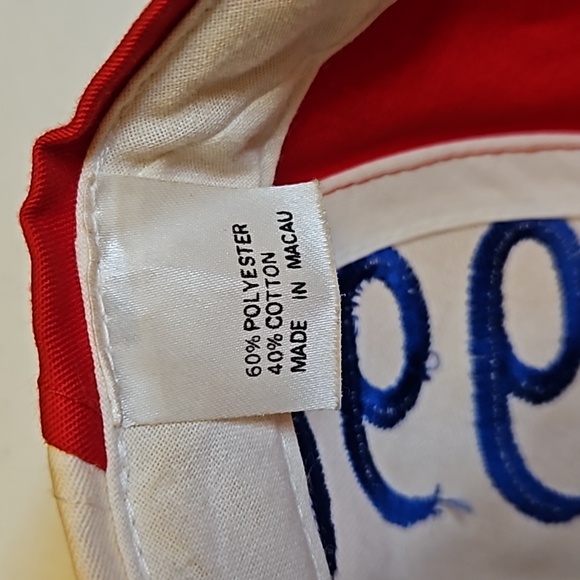 60% POLYESTER
40% COTTON
MADE IN MACAU